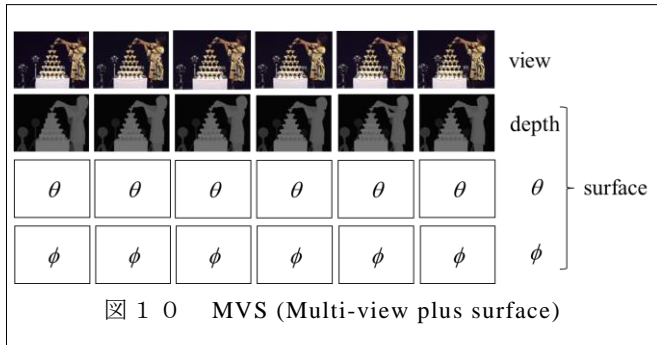 view
depth
θ θ θ θ θ θ θ
surface
φ φ φ φ φ φ φ
図１０　MVS (Multi-view plus surface)